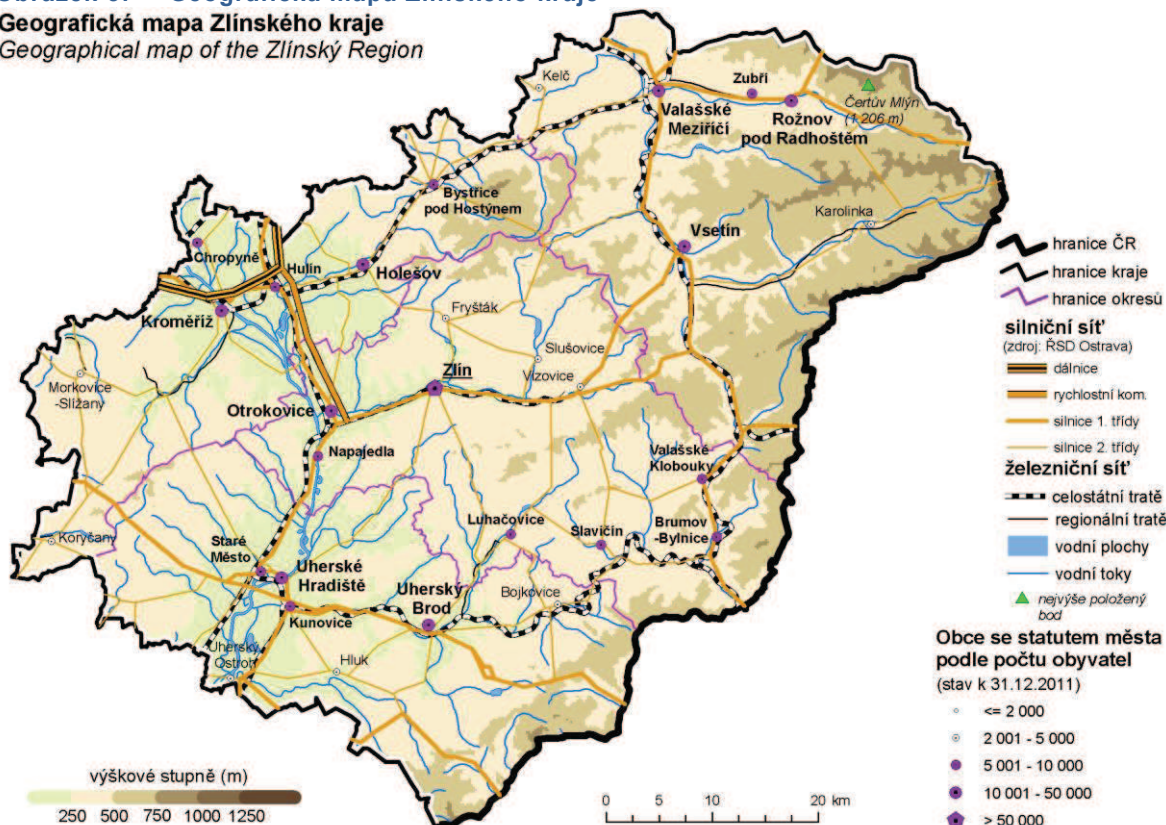 Geografická mapa Zlínského kraje
Geographical map of the Zlínský Region
Kelč
Zubří
Valašské
Meziříčí
Rožnov
pod Radhoštěm
Čertův Mlýn
(1 206 m)
Bystřice
pod Hostýnem
Karolinka
Vsetín
Chropyně
Hulín
Holešov
Kroměříž
Fryšták
Slušovice
Vizovice
Zlín
Morkovice
-Slížany
Otrokovice
Napajedla
Valašské
Klobouky
Koryčany
Staré
Město
Luhačovice
Slavičín
Brumov
-Bylnice
Uherské
Hradiště
Uherský
Brod
Bojkovice
Kunovice
Uherský
Ostroh
Hluk
hranice ČR
hranice kraje
hranice okresů
silniční síť
(zdroj: ŘSD Ostrava)
dálnice
rychlostní kom.
silnice 1. třídy
silnice 2. třídy
železniční síť
celostátní tratě
regionální tratě
vodní plochy
vodní toky
nejvýše položený
bod
Obce se statutem města
podle počtu obyvatel
(stav k 31.12.2011)
<= 2 000
2 001 - 5 000
5 001 - 10 000
10 001 - 50 000
> 50 000
výškové stupně (m)
250 500 750 1000 1250
0 5 10 20 km